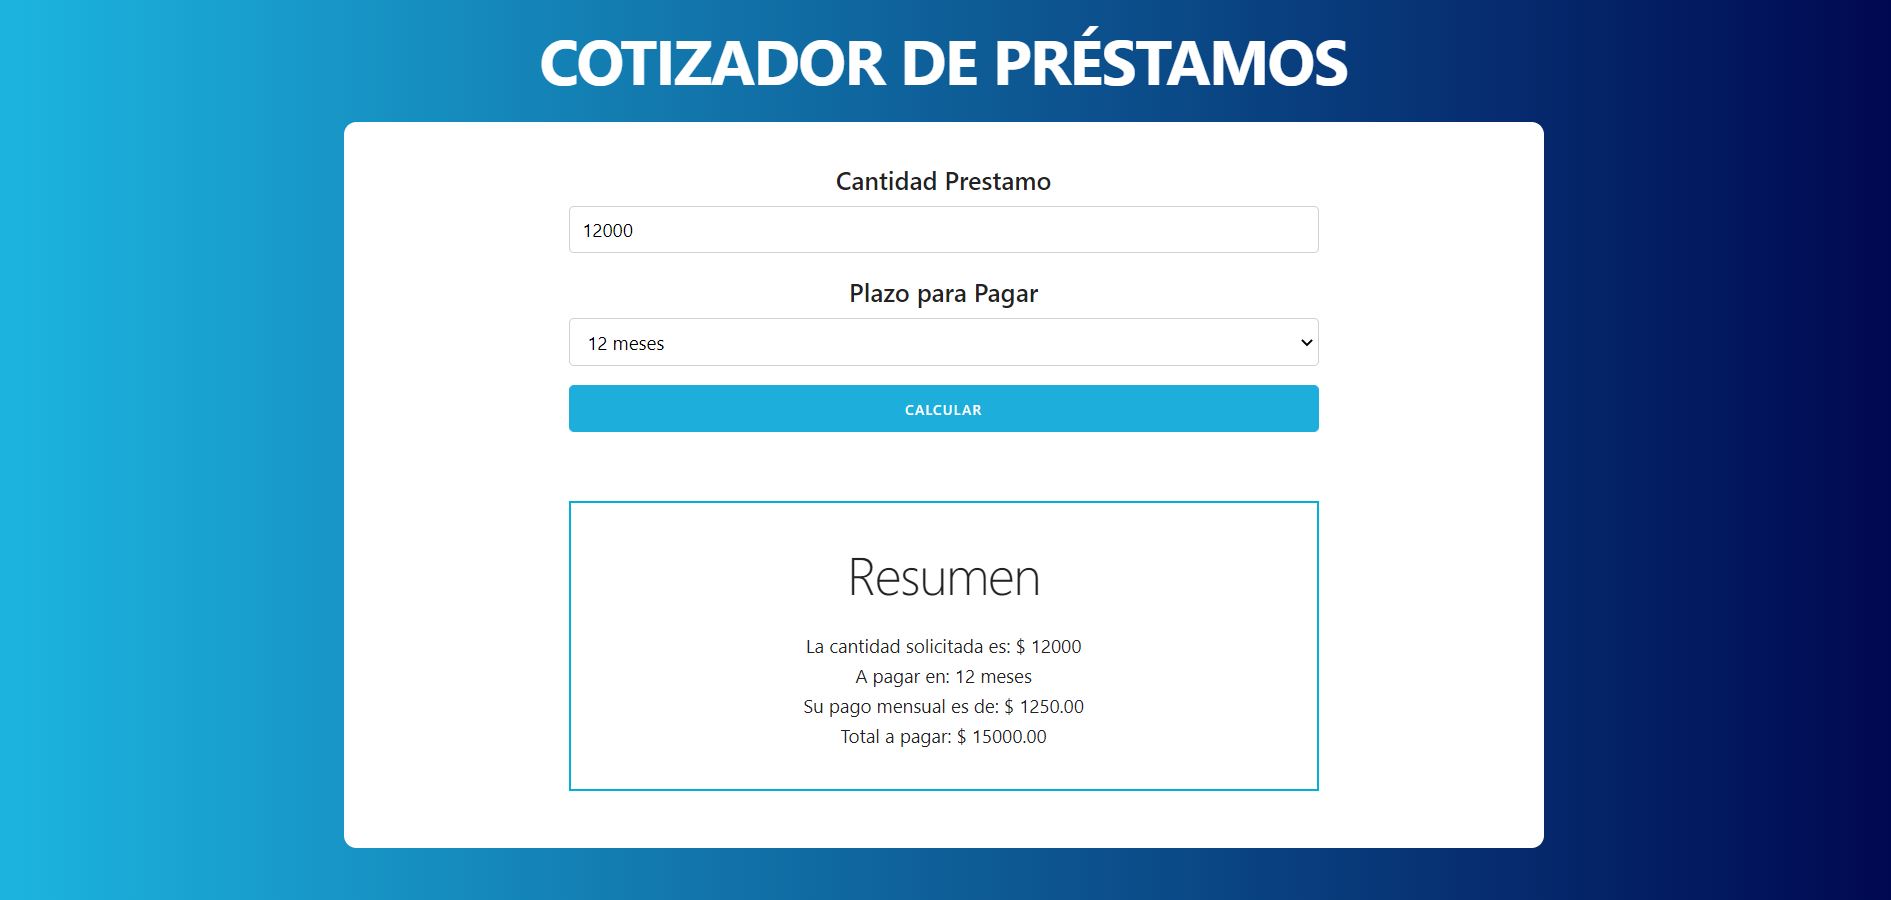 COTIZADOR DE PRÉSTAMOS
Cantidad Prestamo
12000
Plazo para Pagar
12 meses
CALCULAR
Resumen
La cantidad solicitada es: $ 12000
A pagar en: 12 meses
Su pago mensual es de: $ 1250.00
Total a pagar: $ 15000.00